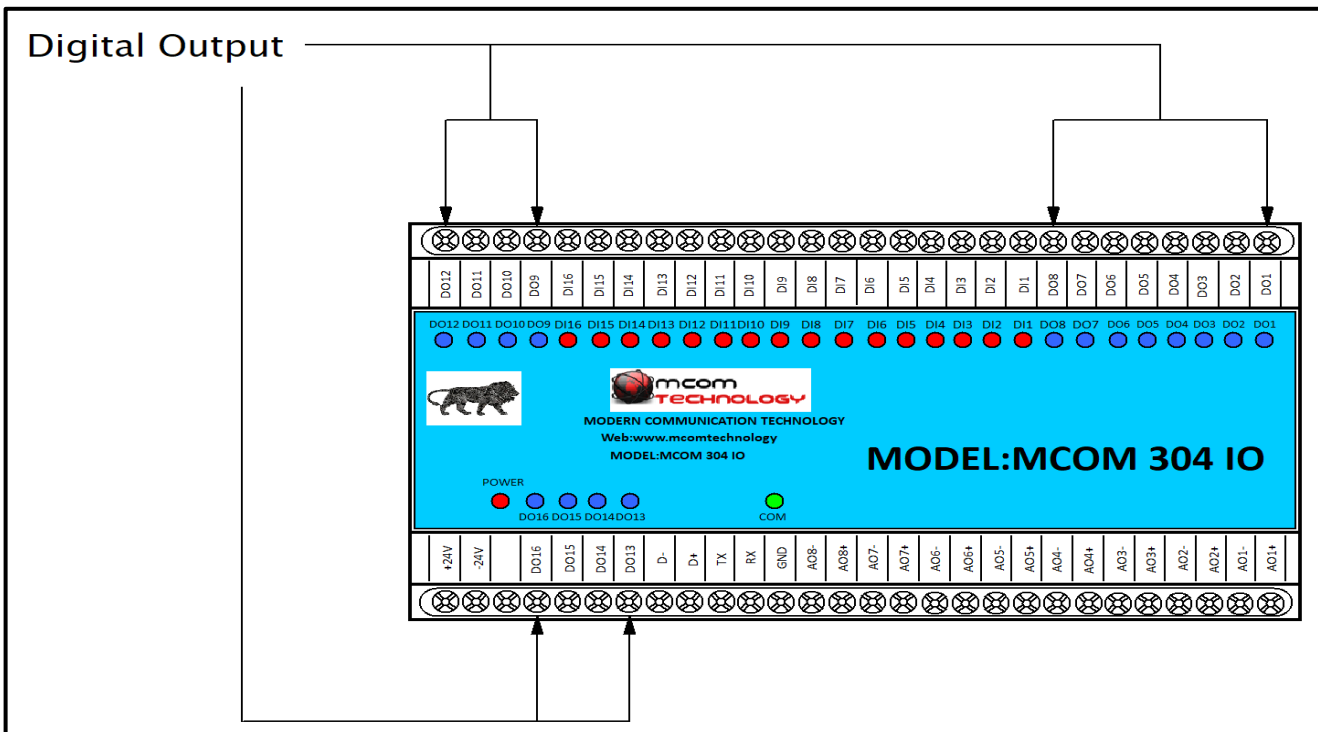 Digital Output
DO12 DO11 DO10 DO9 DI16 DI15 DI14 DI13 DI12 DI11 DI10 DI9 DI8 DI7 DI6 DI5 DI4 DI3 DI2 DI1 DO8 DO7 DO6 DO5 DO4 DO3 DO2 DO1
DO12 DO11 DO10 DO9 DI16 DI15 DI14 DI13 DI12 DI11 DI10 DI9 DI8 DI7 DI6 DI5 DI4 DI3 DI2 DI1 DO8 DO7 DO6 DO5 DO4 DO3 DO2 DO1
mcom
TECHNOLOGY
MODERN COMMUNICATION TECHNOLOGY
Web:www.mcomtechnology
MODEL:MCOM 304 IO
MODEL:MCOM 304 IO
POWER
DO16 DO15 DO14 DO13
COM
+24V -24V DO16 DO15 DO14 DO13 D- D+ TX RX GND AO8- AO8+ AO7- AO7+ AO6- AO6+ AO5- AO5+ AO4- AO4+ AO3- AO3+ AO2- AO2+ AO1- AO1+